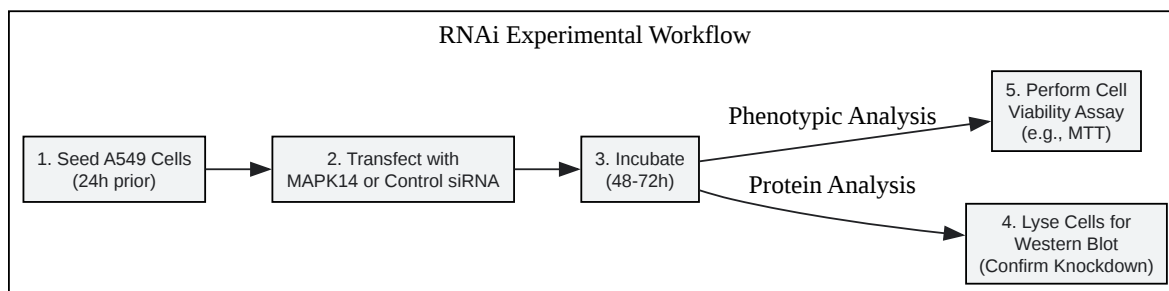 RNAi Experimental Workflow
1. Seed A549 Cells
(24h prior)
2. Transfect with
MAPK14 or Control siRNA
3. Incubate
(48-72h)
Phenotypic Analysis
5. Perform Cell
Viability Assay
(e.g., MTT)
Protein Analysis
4. Lyse Cells for
Western Blot
(Confirm Knockdown)